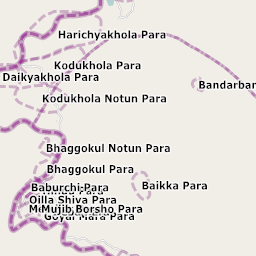 Harichyakhola Para
Kodukhola Para
Daikyakhola Para
Bandarban
Kodukhola Notun Para
Bhaggokul Notun Para
Bhaggokul Para
Baburchi Para
Baikka Para
Para
Oilla Shiva Para
Mujib Borsho Para
Goyal Mara Para